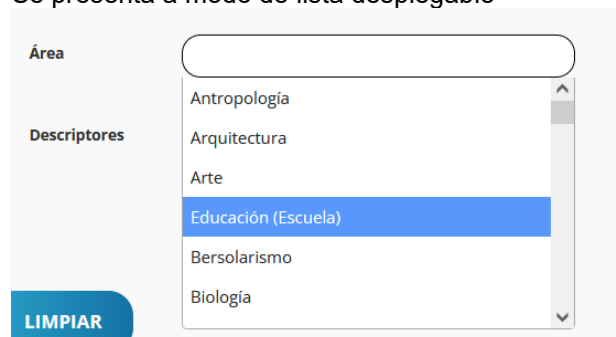 Se presenta a modo de lista desplegable
Área
Antropología
Descriptores
Arquitectura
Arte
Educación (Escuela)
Bersolarismo
Biología
LIMPIAR